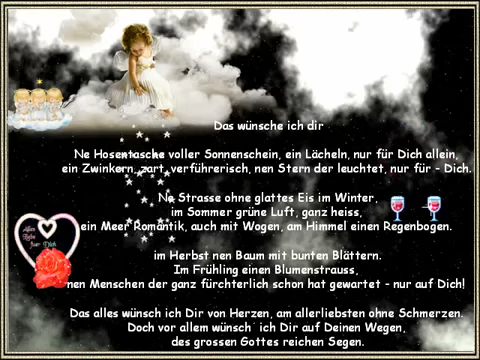 Das wünsche ich dir
Ne Hosentasche voller Sonnenschein, ein Lächeln, nur für Dich allein,
ein Zwinkern, zart, verführerisch, nen Stern der leuchtet, nur für - Dich.
Ne Strasse ohne glattes Eis im Winter,
im Sommer grüne Luft, ganz heiss,
ein Meer Romantik, auch mit Wogen, am Himmel einen Regenbogen.
Alles
Liebe
fuer Dich
im Herbst nen Baum mit bunten Blättern.
Im Frühling einen Blumenstrauss,
nen Menschen der ganz fürchterlich schon hat gewartet - nur auf Dich!
Das alles wünsch ich Dir von Herzen, am allerliebsten ohne Schmerzen.
Doch vor allem wünsch  ich Dir auf Deinen Wegen,
des grossen Gottes reichen Segen.